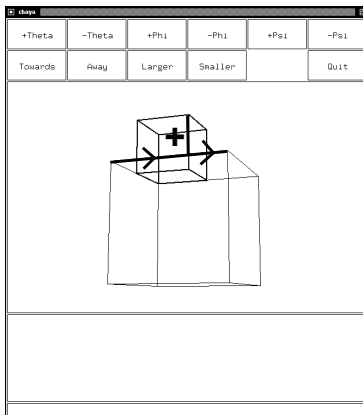 chaya
+Theta -Theta +Phi -Phi +Psi -Psi
Towards Away Larger Smaller Quit